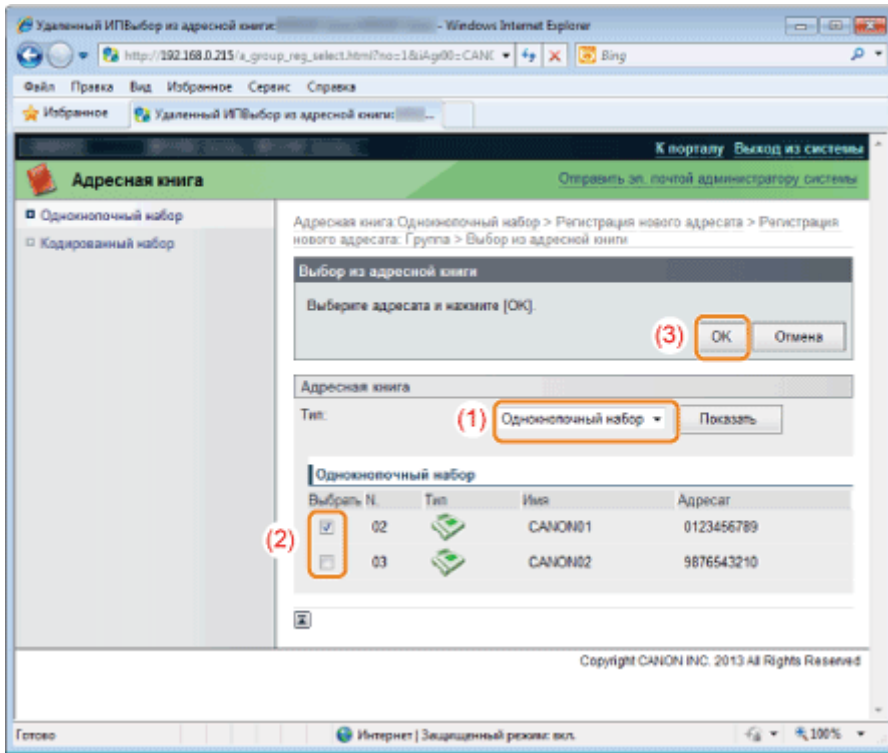 Удаленный ИПВыбор из адресной книги: - Windows Internet Explorer
http://192.168.0.215/a_group_reg_select.html?no=1&iAgr00=CANC
Bing
Файл Правка Вид Избранное Сервис Справка
Избранное Удаленный ИПВыбор из адресной книги: ...
К порталу Выход из системы
Адресная книга
Отправить эл. почтой администратору системы
Однокнопочный набор
Кодированный набор
Адресная книга:Однокнопочный набор > Регистрация нового адресата > Регистрация
нового адресата: Группа > Выбор из адресной книги
Выбор из адресной книги
Выберите адресата и нажмите [OK].
(3) OK Отмена
Адресная книга
Тип: (1) Однокнопочный набор Показать
Однокнопочный набор
Выбрать N. Тип Имя Адресат
(2)
02 CANON01 0123456789
03 CANON02 9876543210
Copyright CANON INC. 2013 All Rights Reserved
Готово Интернет | Защищенный режим: вкл. 100%